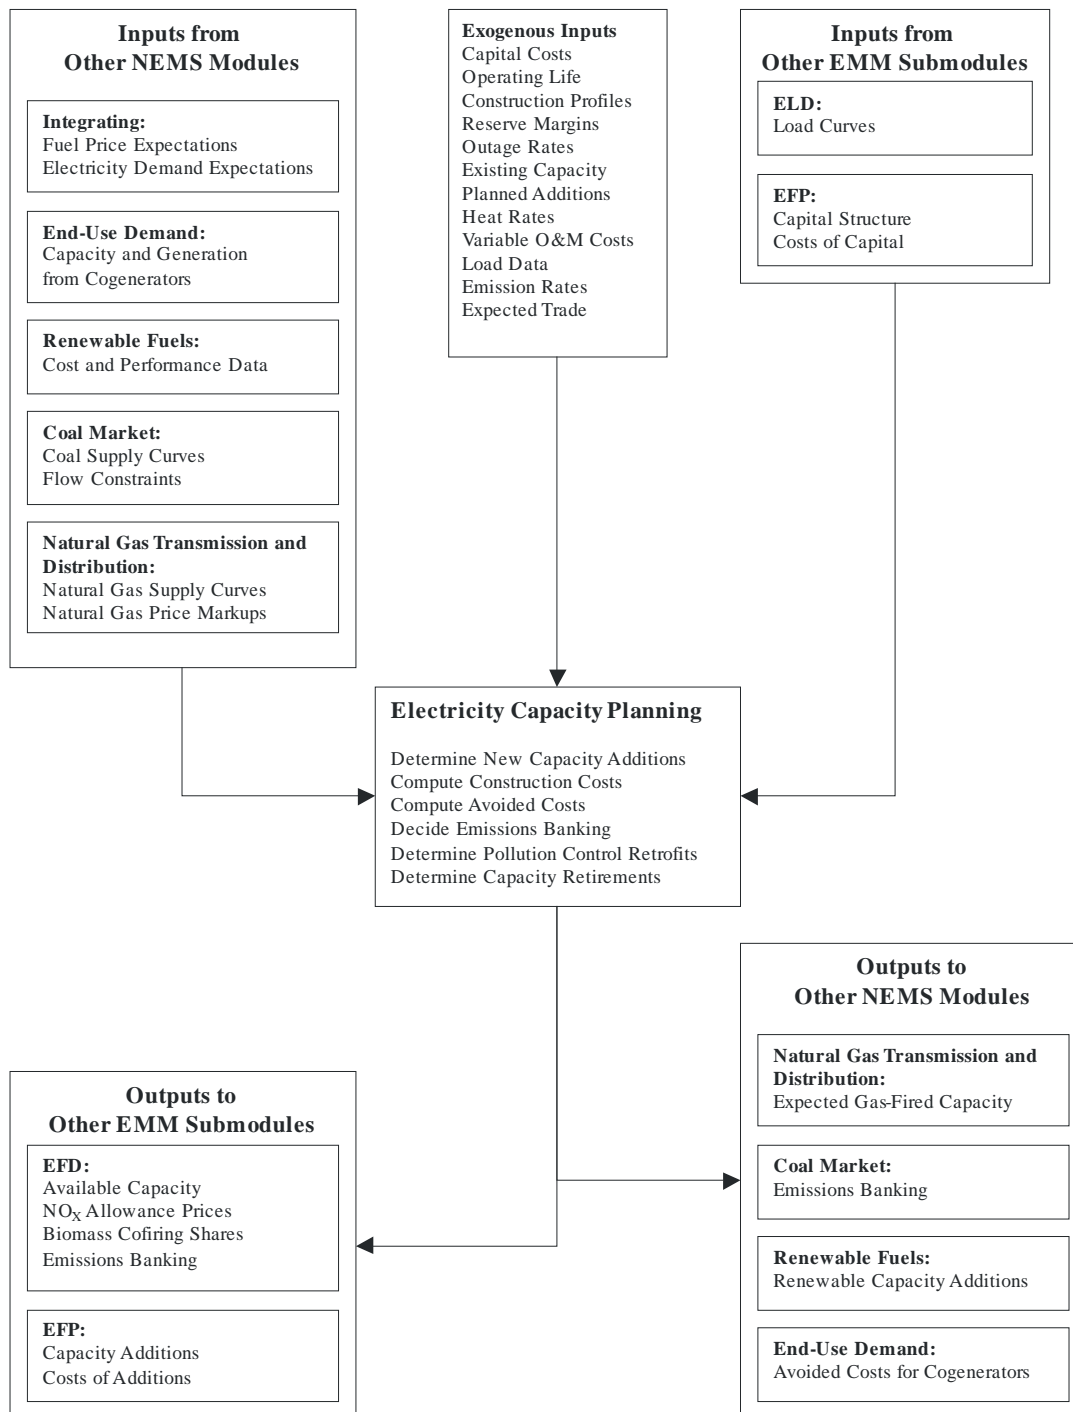 Inputs from
Other NEMS Modules
Integrating:
Fuel Price Expectations
Electricity Demand Expectations
End-Use Demand:
Capacity and Generation
from Cogenerators
Renewable Fuels:
Cost and Performance Data
Coal Market:
Coal Supply Curves
Flow Constraints
Natural Gas Transmission and
Distribution:
Natural Gas Supply Curves
Natural Gas Price Markups
Exogenous Inputs
Capital Costs
Operating Life
Construction Profiles
Reserve Margins
Outage Rates
Existing Capacity
Planned Additions
Heat Rates
Variable O&M Costs
Load Data
Emission Rates
Expected Trade
Inputs from
Other EMM Submodules
ELD:
Load Curves
EFP:
Capital Structure
Costs of Capital
Electricity Capacity Planning
Determine New Capacity Additions
Compute Construction Costs
Compute Avoided Costs
Decide Emissions Banking
Determine Pollution Control Retrofits
Determine Capacity Retirements
Outputs to
Other EMM Submodules
EFD:
Available Capacity
NOX Allowance Prices
Biomass Cofiring Shares
Emissions Banking
EFP:
Capacity Additions
Costs of Additions
Outputs to
Other NEMS Modules
Natural Gas Transmission and
Distribution:
Expected Gas-Fired Capacity
Coal Market:
Emissions Banking
Renewable Fuels:
Renewable Capacity Additions
End-Use Demand:
Avoided Costs for Cogenerators